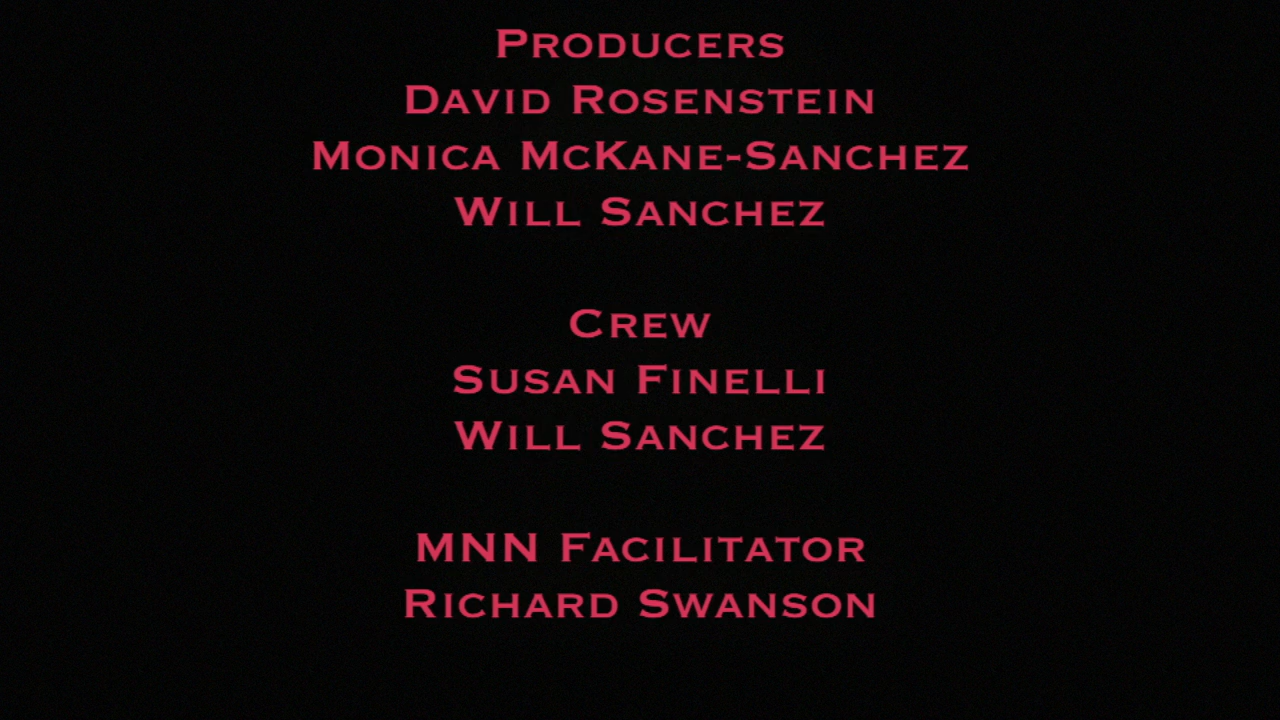 Producers
David Rosenstein
Monica McKane-Sanchez
Will Sanchez
Crew
Susan Finelli
Will Sanchez
MNN Facilitator
Richard Swanson